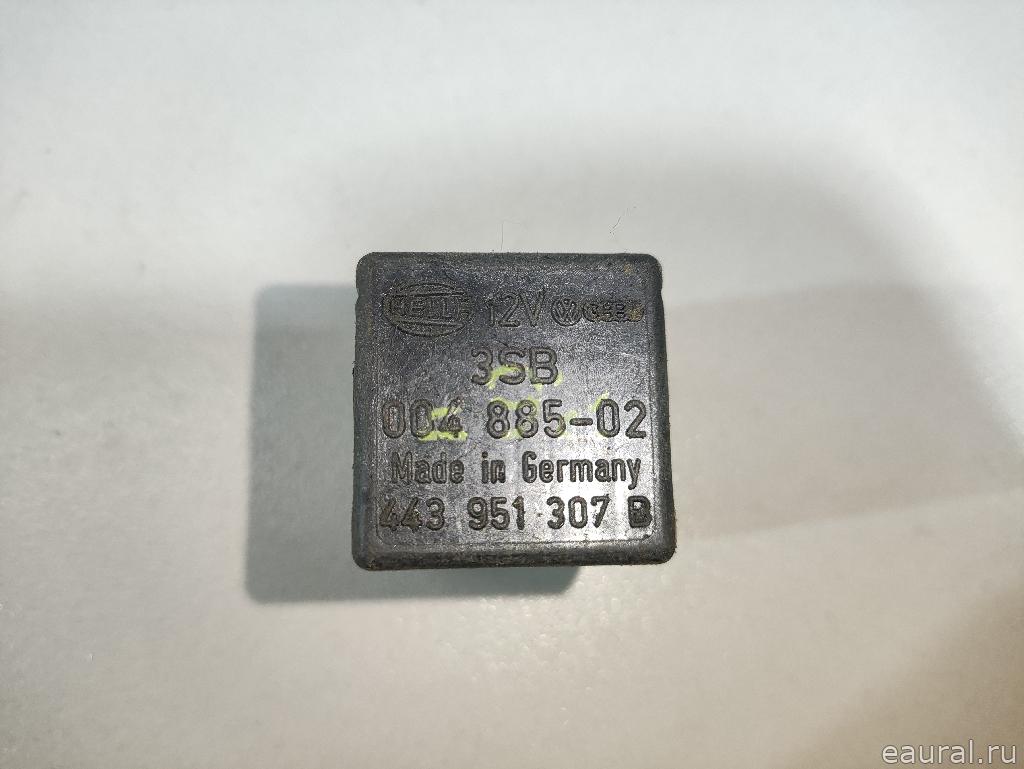 HELLA 12V
3SB
004 885-02
Made in Germany
443 951 307 B
eaural.ru